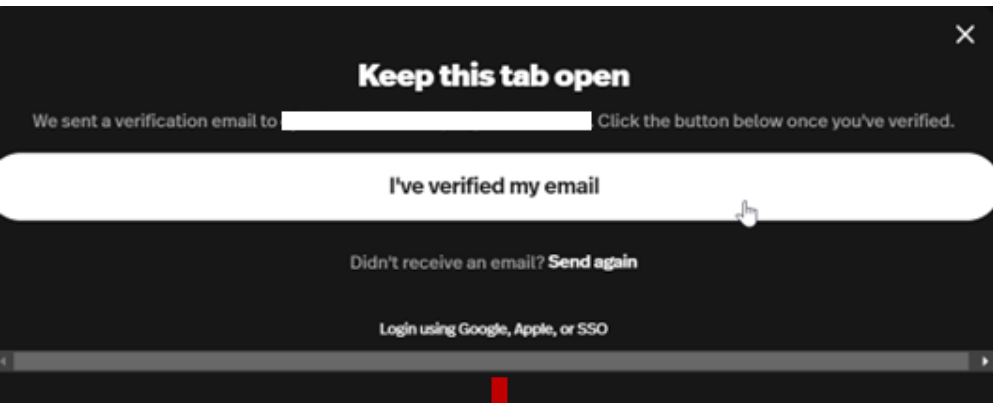 Keep this tab open
We sent a verification email to . Click the button below once you've verified.
I've verified my email
Didn't receive an email? Send again
Login using Google, Apple, or SSO